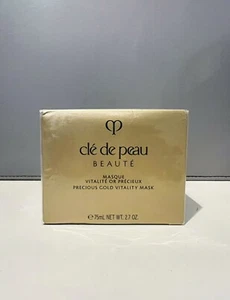 clé de peau
BEAUTÉ
MASQUE
VITALITÉ OR PRÉCIEUX
PRECIOUS GOLD VITALITY MASK
e 75mL NET WT. 2.7 OZ.